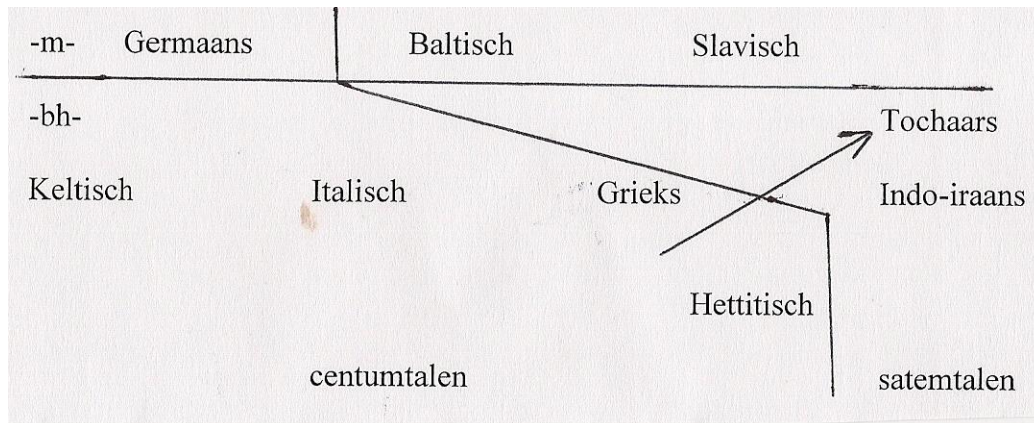 -m- Germaans Baltisch Slavisch
-bh- Tochaars
Keltisch Italisch Grieks Indo-iraans
Hettitisch
centumtalen satemtalen